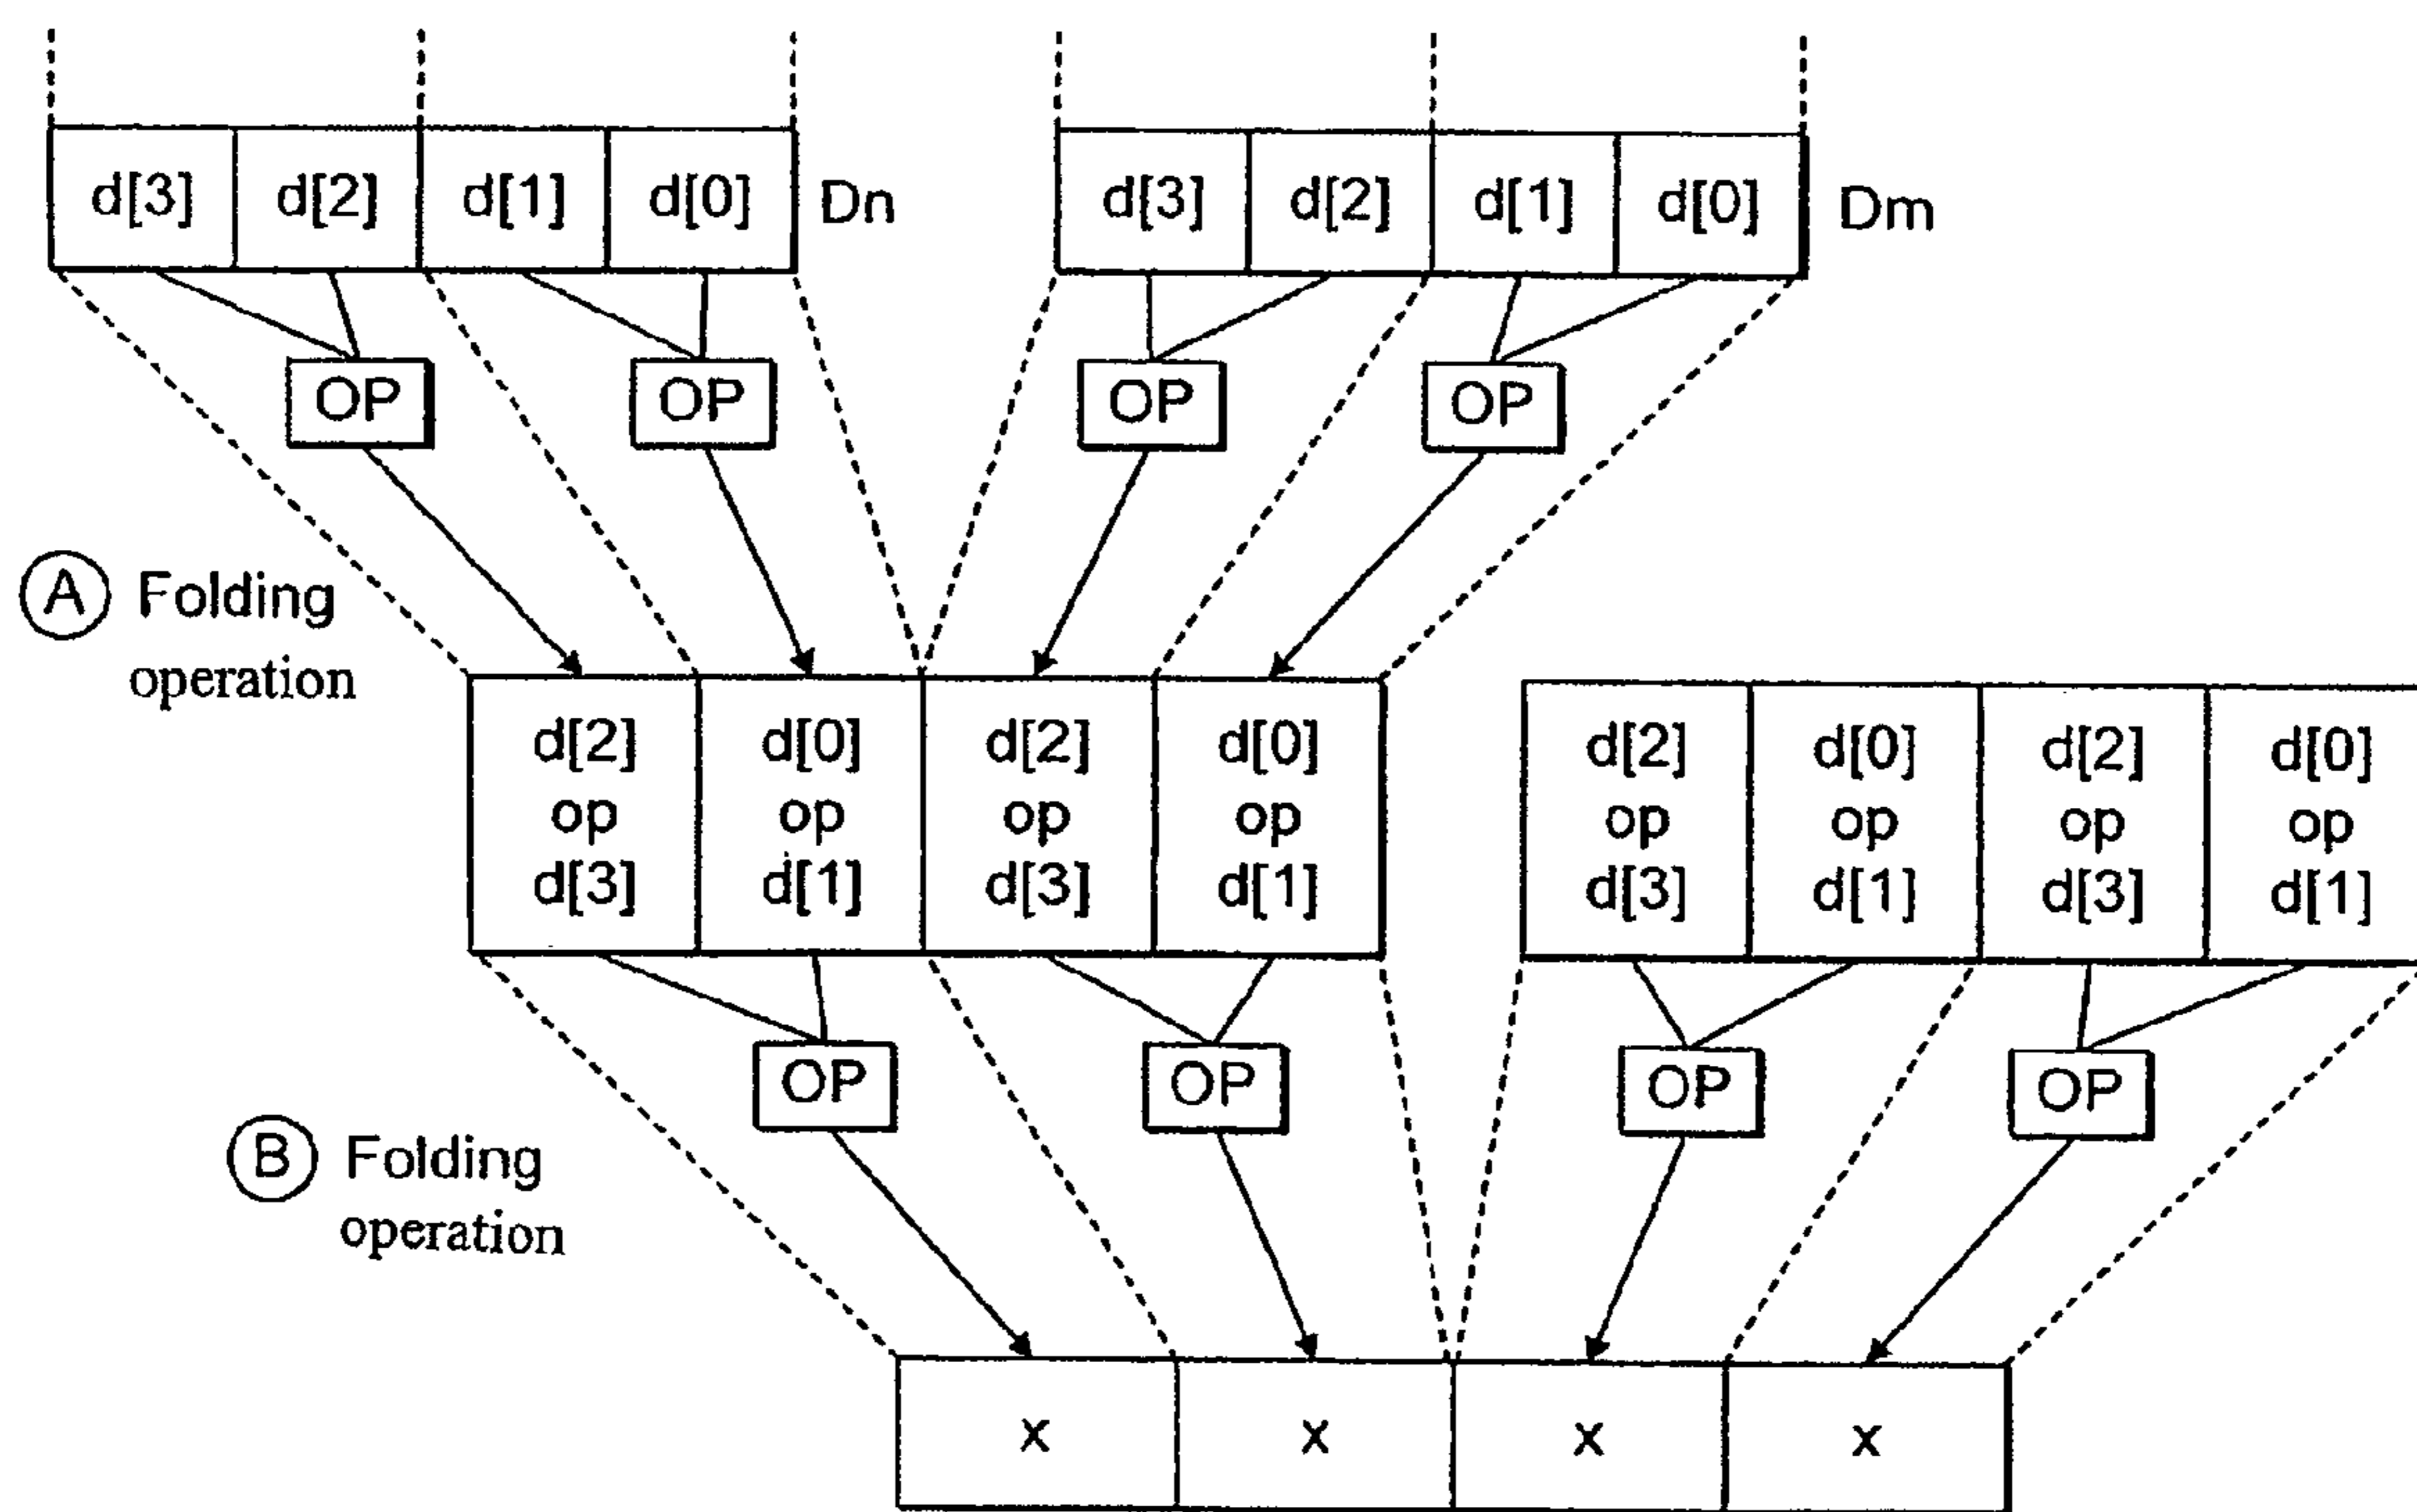 d[3] d[2] d[1] d[0] Dn d[3] d[2] d[1] d[0] Dm
OP OP OP OP
A Folding
operation
d[2] d[0] d[2] d[0] d[2] d[0] d[2] d[0]
op op op op op op op op
d[3] d[1] d[3] d[1] d[3] d[1] d[3] d[1]
OP OP OP OP
B Folding
operation
x x x x